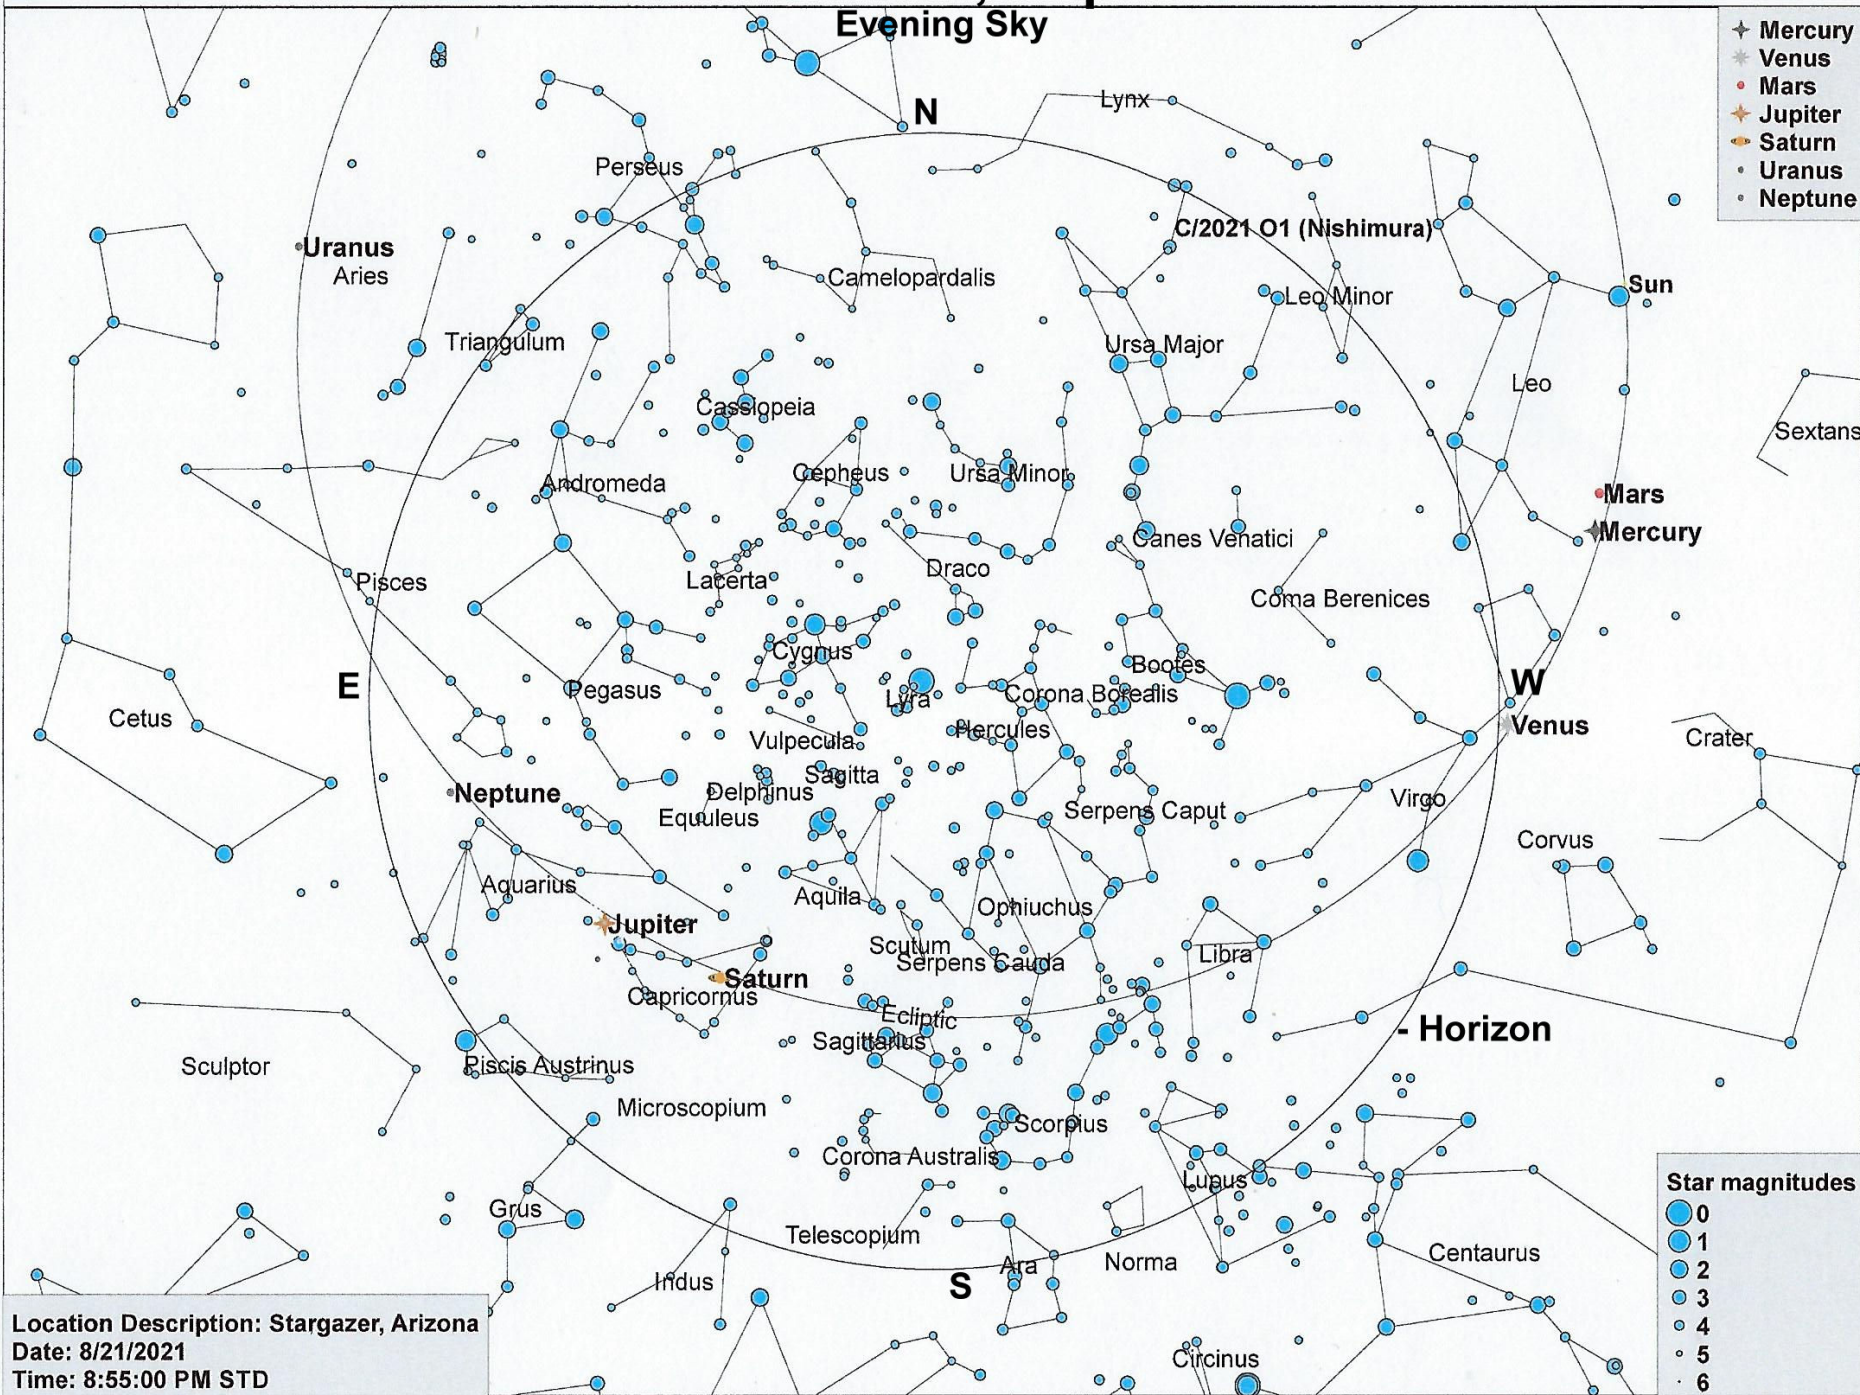 Evening Sky
Mercury
Venus
Mars
Jupiter
Saturn
Uranus
Neptune
N
Lynx
Perseus
C/2021 O1 (Nishimura)
Uranus
Aries
Camelopardalis
Sun
Leo Minor
Triangulum
Ursa Major
Leo
Cassiopeia
Sextans
Andromeda
Cepheus
Ursa Minor
Mars
Mercury
Canes Venatici
Draco
Lacerta
Pisces
Coma Berenices
Cygnus
Bootes
E
W
Pegasus
Lyra
Corona Borealis
Cetus
Hercules
Venus
Vulpecula
Crater
Sagitta
Neptune
Delphinus
Equuleus
Serpens Caput
Virgo
Corvus
Aquarius
Aquila
Ophiuchus
Jupiter
Scutum
Serpens Cauda
Libra
Saturn
Capricornus
Ecliptic
- Horizon
Sagittarius
Sculptor
Piscis Austrinus
Microscopium
Scorpius
Corona Australis
Lupus
Star magnitudes
0
1
2
3
4
5
6
Grus
Telescopium
Ara
Norma
Centaurus
Indus
S
Circinus
Location Description: Stargazer, Arizona
Date: 8/21/2021
Time: 8:55:00 PM STD